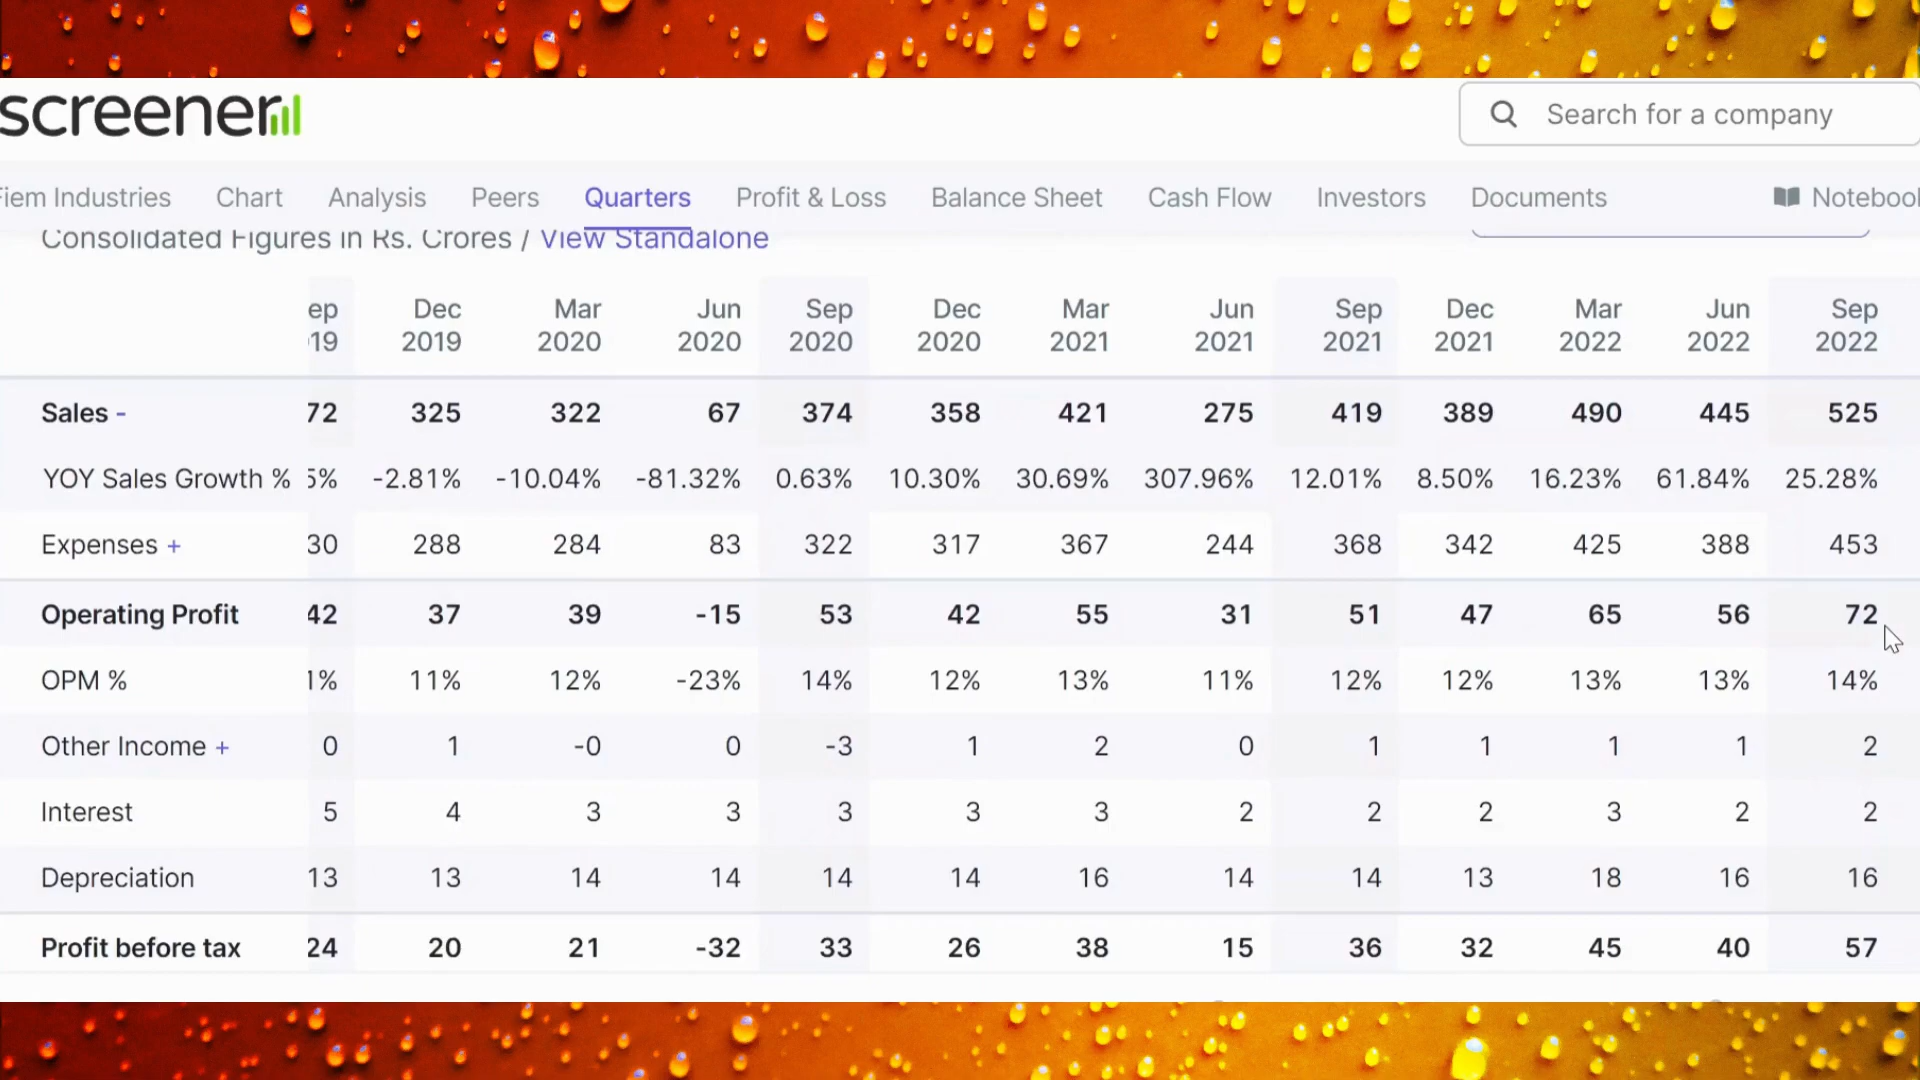 screener
Search for a company
Fiem Industries Chart Analysis Peers Quarters Profit & Loss Balance Sheet Cash Flow Investors Documents Notebook
Consolidated Figures in Rs. Crores / View Standalone
ep Dec Mar Jun Sep Dec Mar Jun Sep Dec Mar Jun Sep
19 2019 2020 2020 2020 2020 2021 2021 2021 2021 2022 2022 2022
Sales - 72 325 322 67 374 358 421 275 419 389 490 445 525
YOY Sales Growth % 5% -2.81% -10.04% -81.32% 0.63% 10.30% 30.69% 307.96% 12.01% 8.50% 16.23% 61.84% 25.28%
Expenses + 30 288 284 83 322 317 367 244 368 342 425 388 453
Operating Profit 42 37 39 -15 53 42 55 31 51 47 65 56 72
OPM % 1% 11% 12% -23% 14% 12% 13% 11% 12% 12% 13% 13% 14%
Other Income + 0 1 -0 0 -3 1 2 0 1 1 1 1 2
Interest 5 4 3 3 3 3 3 2 2 2 3 2 2
Depreciation 13 13 14 14 14 14 16 14 14 13 18 16 16
Profit before tax 24 20 21 -32 33 26 38 15 36 32 45 40 57